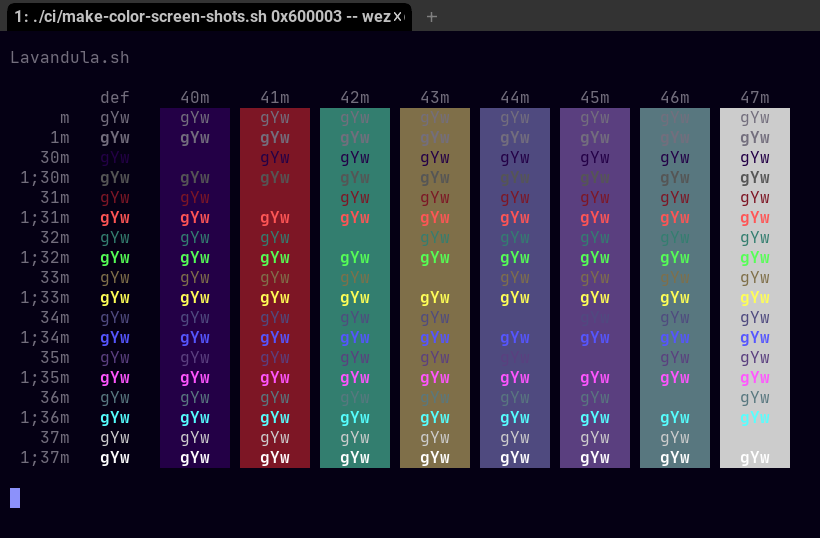 1: ./ci/make-color-screen-shots.sh 0x600003 -- wez× +
Lavandula.sh
def 40m 41m 42m 43m 44m 45m 46m 47m
m gYw gYw gYw gYw gYw gYw gYw gYw gYw
1m gYw gYw gYw gYw gYw gYw gYw gYw gYw
30m gYw gYw gYw gYw gYw gYw gYw gYw
1;30m gYw gYw gYw gYw gYw gYw gYw gYw gYw
31m gYw gYw gYw gYw gYw gYw gYw gYw
1;31m gYw gYw gYw gYw gYw gYw gYw gYw gYw
32m gYw gYw gYw gYw gYw gYw gYw gYw
1;32m gYw gYw gYw gYw gYw gYw gYw gYw gYw
33m gYw gYw gYw gYw gYw gYw gYw gYw
1;33m gYw gYw gYw gYw gYw gYw gYw gYw gYw
34m gYw gYw gYw gYw gYw gYw gYw gYw
1;34m gYw gYw gYw gYw gYw gYw gYw gYw gYw
35m gYw gYw gYw gYw gYw gYw gYw gYw
1;35m gYw gYw gYw gYw gYw gYw gYw gYw gYw
36m gYw gYw gYw gYw gYw gYw gYw gYw
1;36m gYw gYw gYw gYw gYw gYw gYw gYw gYw
37m gYw gYw gYw gYw gYw gYw gYw gYw
1;37m gYw gYw gYw gYw gYw gYw gYw gYw gYw